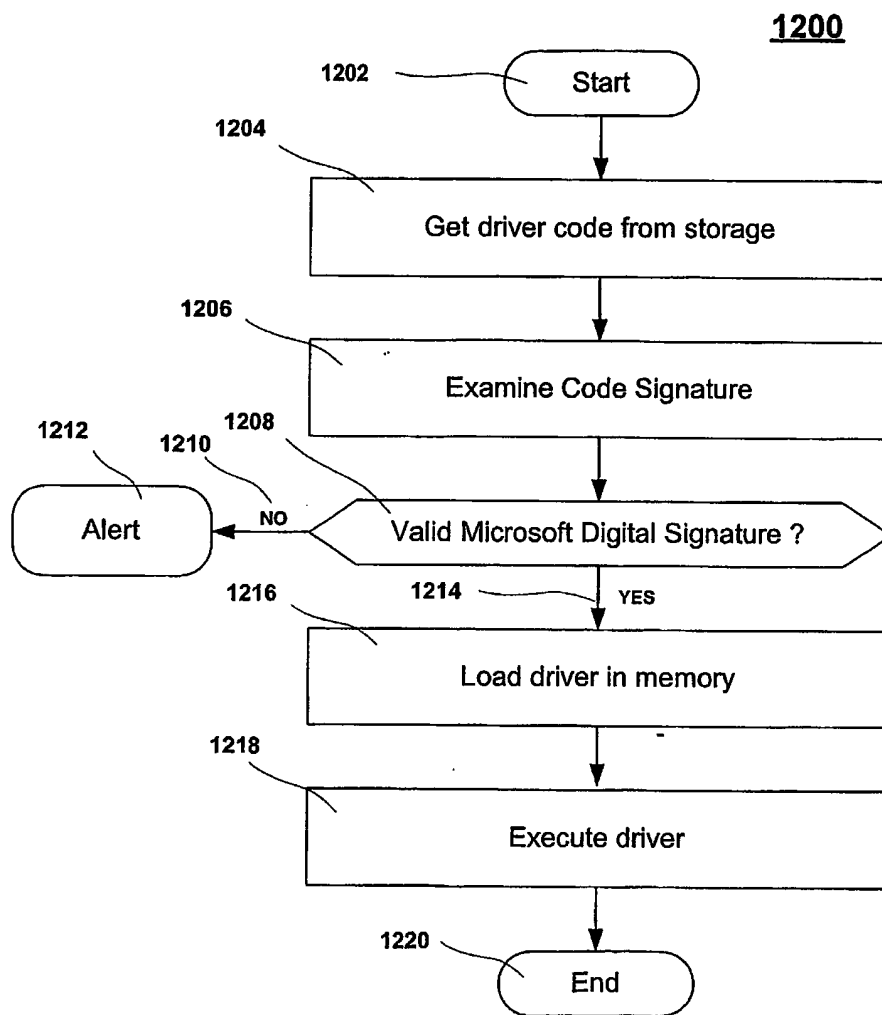 1200
1202
Start
1204
Get driver code from storage
1206
Examine Code Signature
1208
1210
1212
NO
Alert
Valid Microsoft Digital Signature ?
1214
YES
1216
Load driver in memory
1218
Execute driver
1220
End